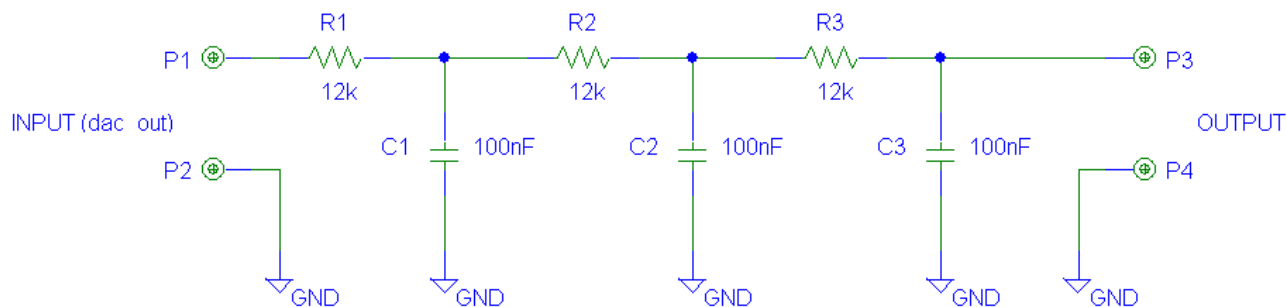 R1
R2
R3
P1
P3
12k
12k
12k
INPUT (dac out)
OUTPUT
C1
100nF
C2
100nF
C3
100nF
P2
P4
GND
GND
GND
GND
GND